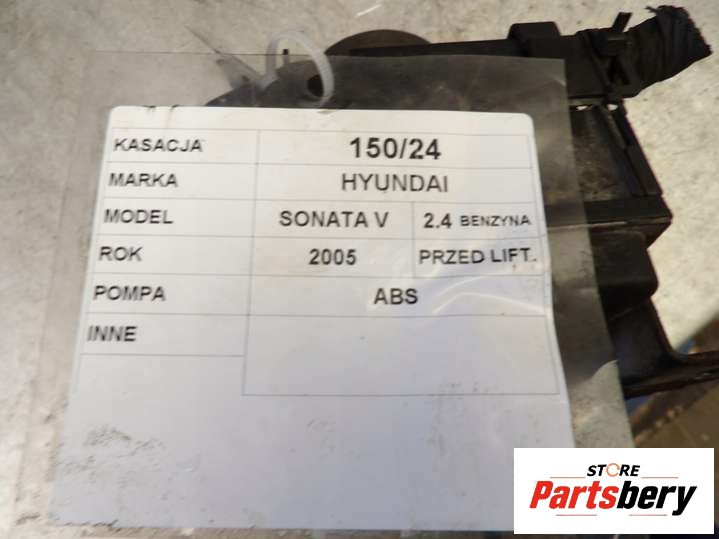 KASACJA 150/24
MARKA HYUNDAI
MODEL SONATA V 2.4 BENZYNA
ROK 2005 PRZED LIFT.
POMPA ABS
INNE
STORE
Partsbery